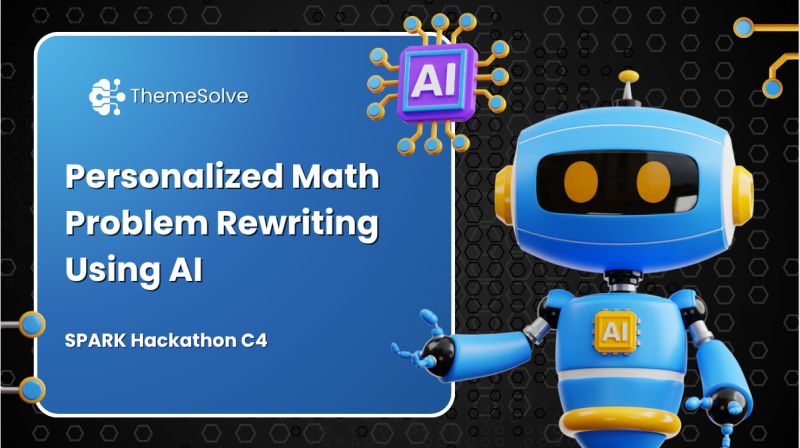 AI
ThemeSolve
Personalized Math
Problem Rewriting
Using AI
SPARK Hackathon C4
AI